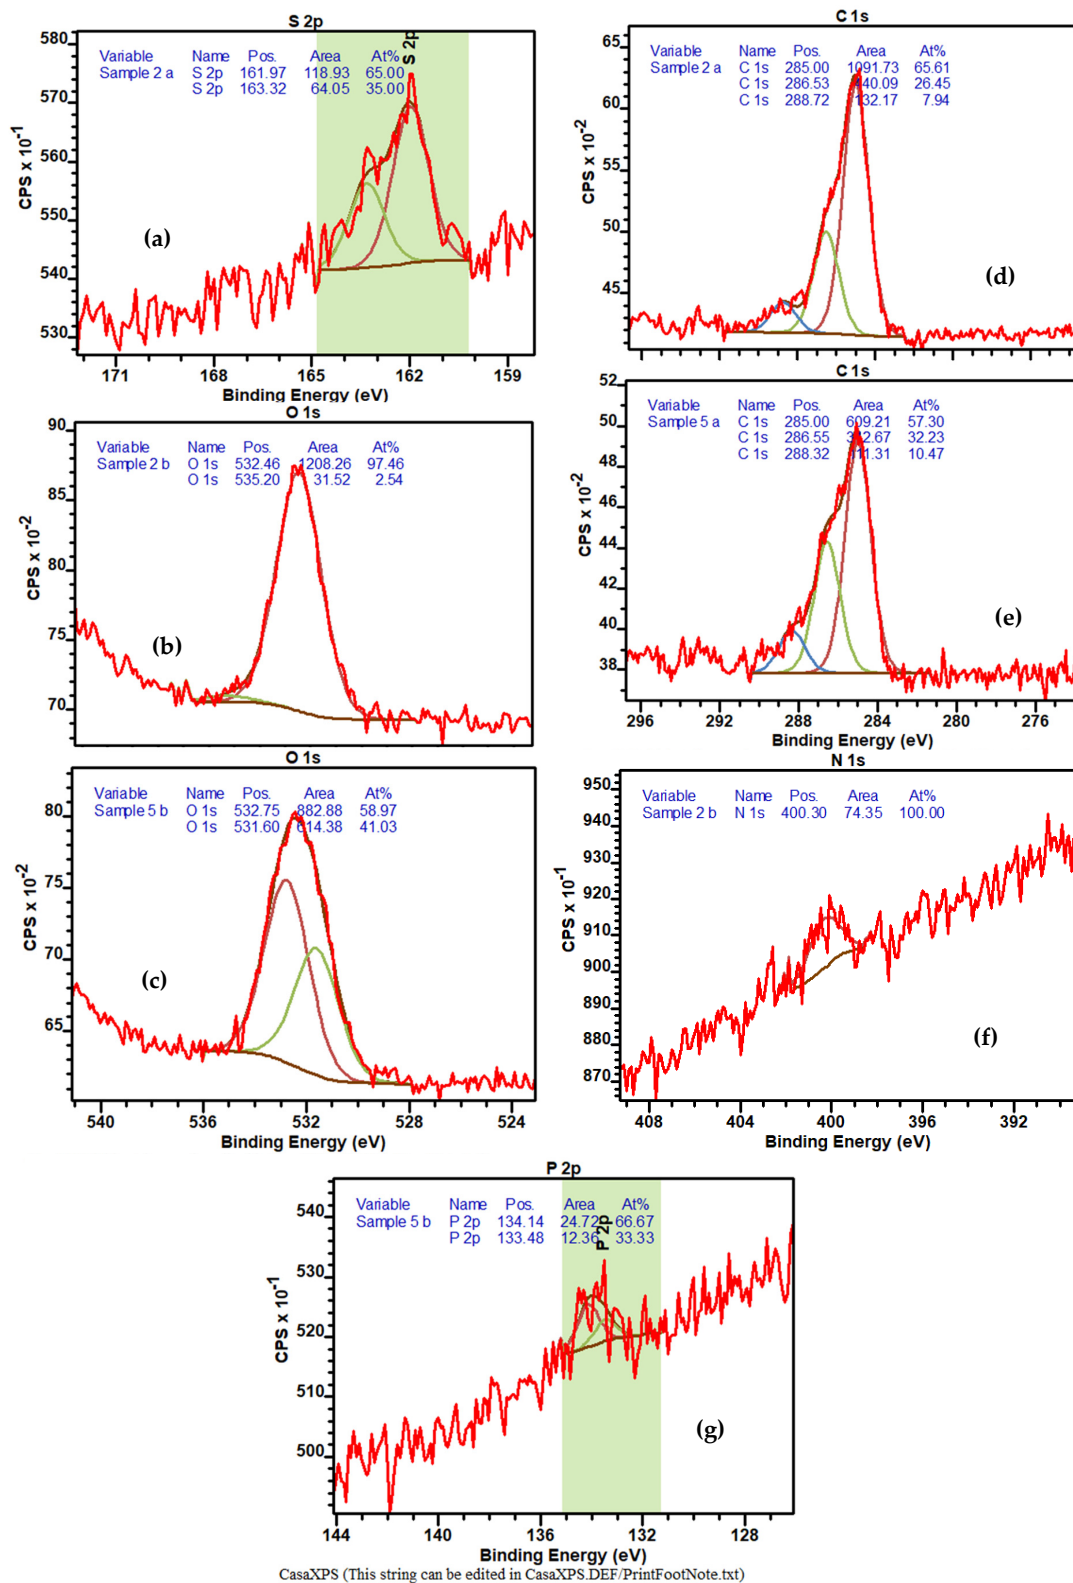 S 2p
580
570
560
550
540
530
CPS x 10⁻¹
Variable Name Pos. Area At%
Sample 2 a S 2p 161.97 118.93 65.00
S 2p 163.32 64.05 35.00
S 2p
(a)
171 168 165 162 159
Binding Energy (eV)
C 1s
65
60
55
50
45
CPS x 10⁻²
Variable Name Pos. Area At%
Sample 2 a C 1s 285.00 1091.73 65.61
C 1s 286.53 440.09 26.45
C 1s 288.72 132.17 7.94
(d)
O 1s
90
85
80
75
70
CPS x 10⁻²
Variable Name Pos. Area At%
Sample 2 b O 1s 532.46 1208.26 97.46
O 1s 535.20 31.52 2.54
(b)
C 1s
52
50
48
46
44
42
40
38
CPS x 10⁻²
Variable Name Pos. Area At%
Sample 5 a C 1s 285.00 609.21 57.30
C 1s 286.55 342.67 32.23
C 1s 288.32 111.31 10.47
(e)
296 292 288 284 280 276
Binding Energy (eV)
O 1s
80
75
70
65
CPS x 10⁻²
Variable Name Pos. Area At%
Sample 5 b O 1s 532.75 882.88 58.97
O 1s 531.60 614.38 41.03
(c)
540 536 532 528 524
Binding Energy (eV)
N 1s
950
940
930
920
910
900
890
880
870
CPS x 10⁻¹
Variable Name Pos. Area At%
Sample 2 b N 1s 400.30 74.35 100.00
(f)
408 404 400 396 392
Binding Energy (eV)
P 2p
540
530
520
510
500
CPS x 10⁻¹
Variable Name Pos. Area At%
Sample 5 b P 2p 134.14 24.72 66.67
P 2p 133.48 12.36 33.33
P 2p
(g)
144 140 136 132 128
Binding Energy (eV)
CasaXPS (This string can be edited in CasaXPS.DEF/PrintFootNote.txt)